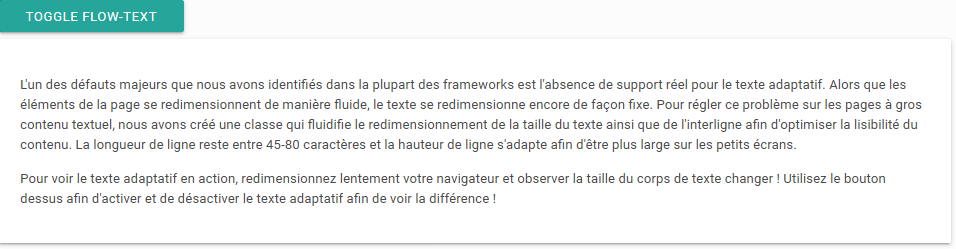 TOGGLE FLOW-TEXT
L'un des défauts majeurs que nous avons identifiés dans la plupart des frameworks est l'absence de support réel pour le texte adaptatif. Alors que les
éléments de la page se redimensionnent de manière fluide, le texte se redimensionne encore de façon fixe. Pour régler ce problème sur les pages à gros
contenu textuel, nous avons créé une classe qui fluidifie le redimensionnement de la taille du texte ainsi que de l'interligne afin d'optimiser la lisibilité du
contenu. La longueur de ligne reste entre 45-80 caractères et la hauteur de ligne s'adapte afin d'être plus large sur les petits écrans.
Pour voir le texte adaptatif en action, redimensionnez lentement votre navigateur et observer la taille du corps de texte changer ! Utilisez le bouton
dessus afin d'activer et de désactiver le texte adaptatif afin de voir la différence !